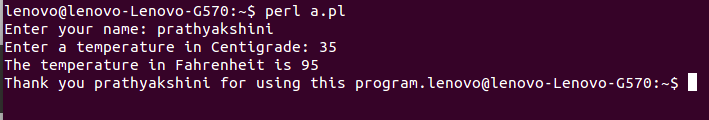 lenovo@lenovo-Lenovo-G570:~$ perl a.pl
Enter your name: prathyakshini
Enter a temperature in Centigrade: 35
The temperature in Fahrenheit is 95
Thank you prathyakshini for using this program.lenovo@lenovo-Lenovo-G570:~$